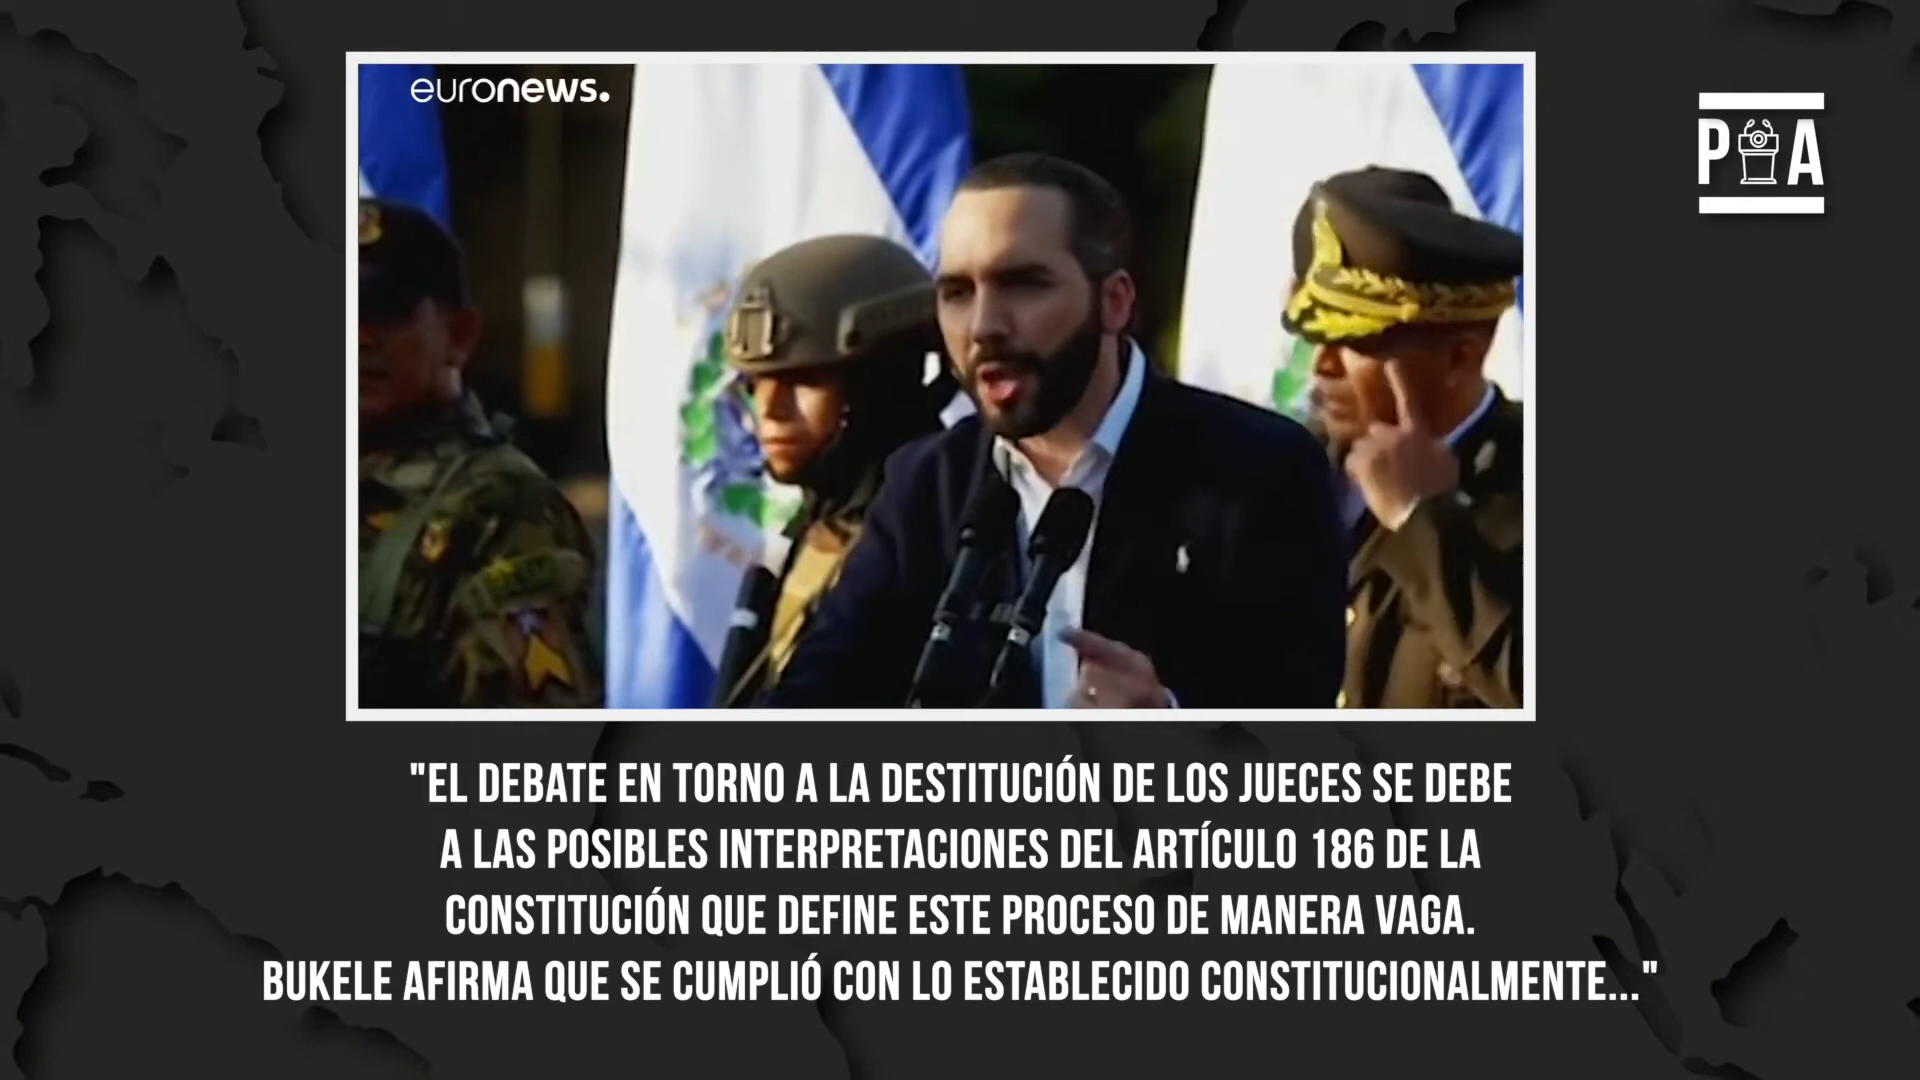 euronews.
P A
"EL DEBATE EN TORNO A LA DESTITUCIÓN DE LOS JUECES SE DEBE
A LAS POSIBLES INTERPRETACIONES DEL ARTÍCULO 186 DE LA
CONSTITUCIÓN QUE DEFINE ESTE PROCESO DE MANERA VAGA.
BUKELE AFIRMA QUE SE CUMPLIÓ CON LO ESTABLECIDO CONSTITUCIONALMENTE..."